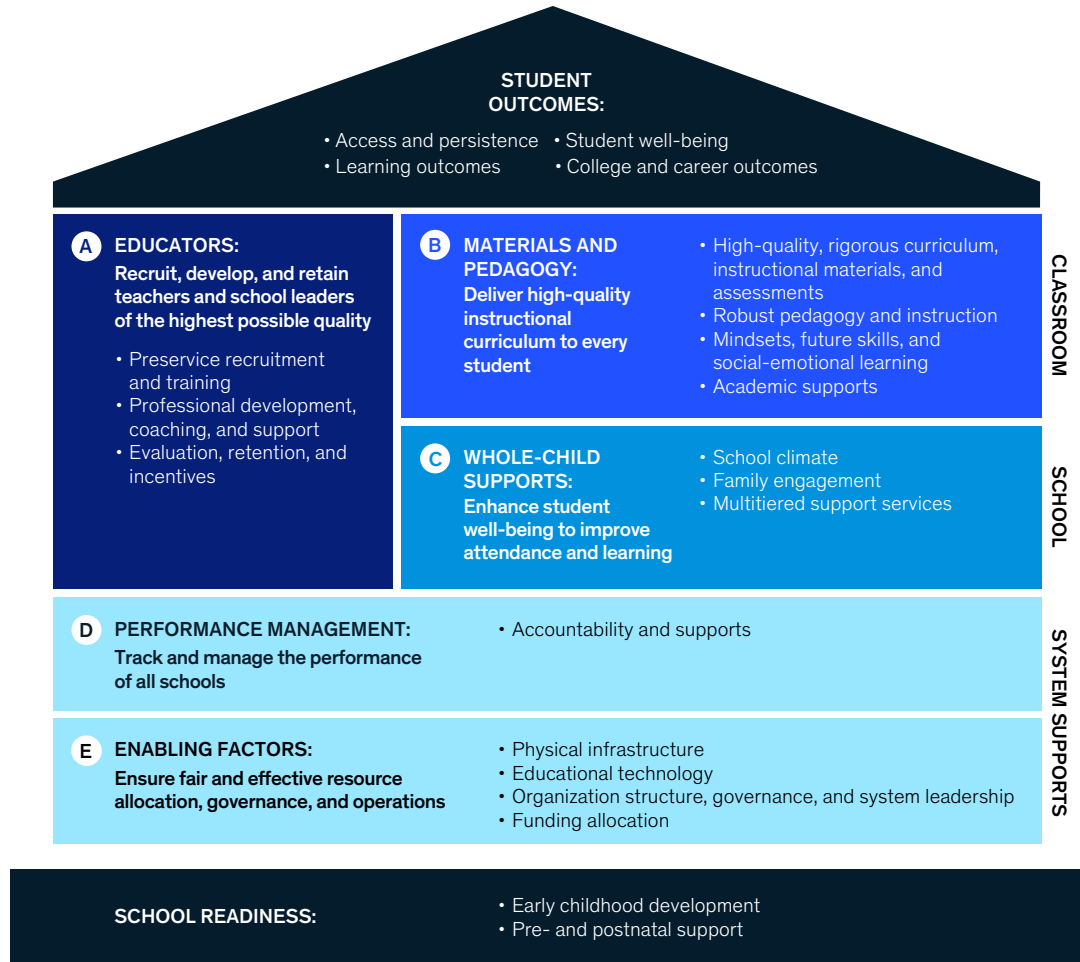 STUDENT
OUTCOMES:
• Access and persistence
• Learning outcomes
• Student well-being
• College and career outcomes
A
EDUCATORS:
Recruit, develop, and retain
teachers and school leaders
of the highest possible quality
• Preservice recruitment
and training
• Professional development,
coaching, and support
• Evaluation, retention, and
incentives
B
MATERIALS AND
PEDAGOGY:
Deliver high-quality
instructional
curriculum to every
student
• High-quality, rigorous curriculum,
instructional materials, and
assessments
• Robust pedagogy and instruction
• Mindsets, future skills, and
social-emotional learning
• Academic supports
CLASSROOM
C
WHOLE-CHILD
SUPPORTS:
Enhance student
well-being to improve
attendance and learning
• School climate
• Family engagement
• Multitiered support services
SCHOOL
D
PERFORMANCE MANAGEMENT:
Track and manage the performance
of all schools
• Accountability and supports
E
ENABLING FACTORS:
Ensure fair and effective resource
allocation, governance, and operations
• Physical infrastructure
• Educational technology
• Organization structure, governance, and system leadership
• Funding allocation
SYSTEM SUPPORTS
SCHOOL READINESS:
• Early childhood development
• Pre- and postnatal support